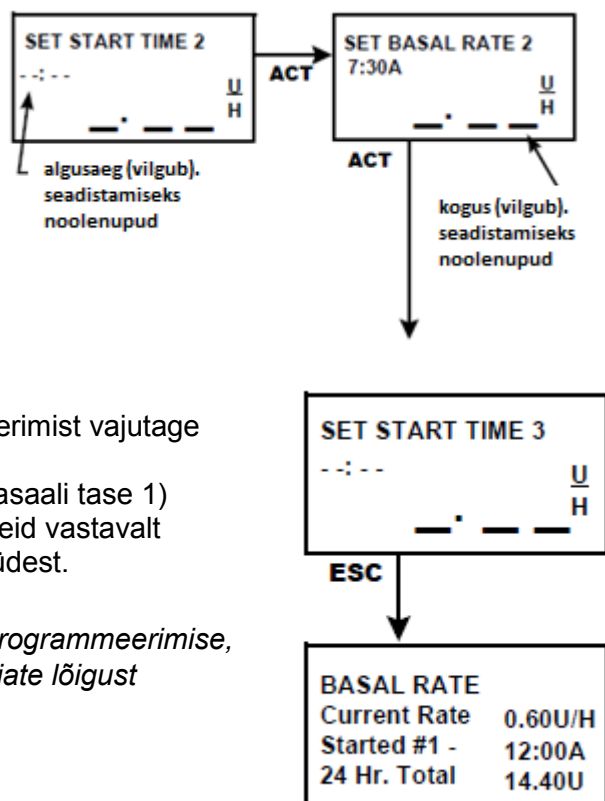 SET START TIME 2
- -: - -
U
H
_. _ _
algusaeg (vilgub).
seadistamiseks
noolenupud
ACT
SET BASAL RATE 2
7:30A
U
H
_. _ _
kogus (vilgub).
seadistamiseks
noolenupud
ACT
erimist vajutage
asaali tase 1)
eid vastavalt
üdest.
rogrammeerimise,
jate lõigust
SET START TIME 3
- -: - -
U
H
_. _ _
ESC
BASAL RATE
Current Rate 0.60U/H
Started #1 - 12:00A
24 Hr. Total 14.40U